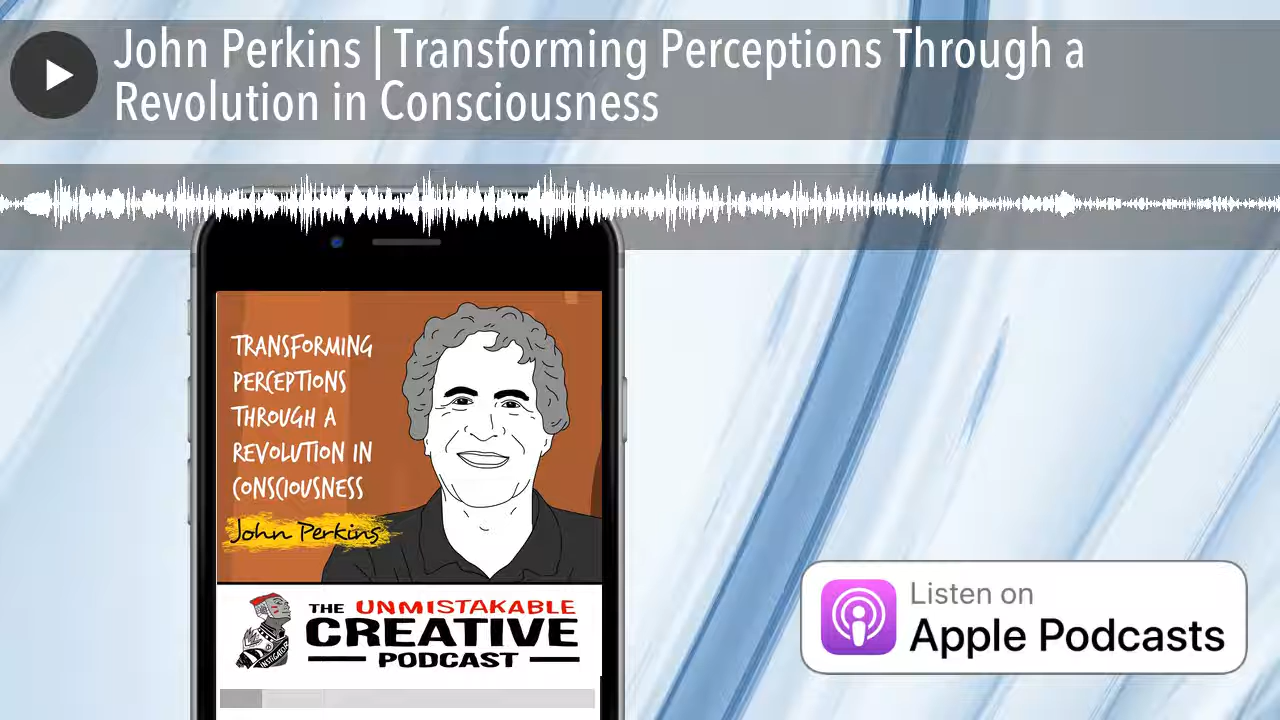 John Perkins | Transforming Perceptions Through a
Revolution in Consciousness
TRANSFORMING
PERCEPTIONS
THROUGH A
REVOLUTION IN
CONSCIOUSNESS
John Perkins
THE UNMISTAKABLE
CREATIVE
PODCAST
Listen on
Apple Podcasts